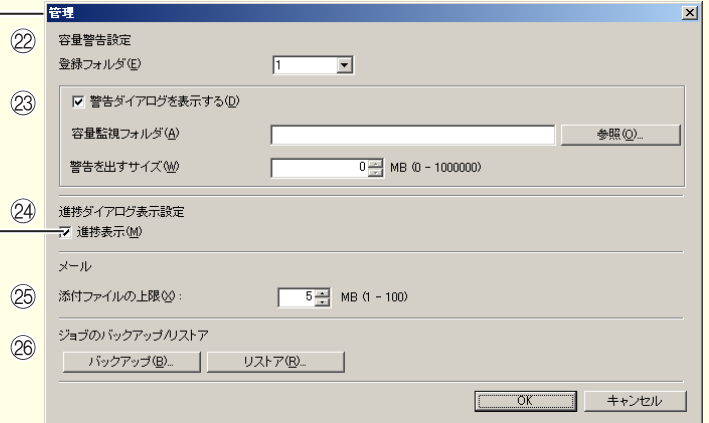 管理
㉒ 容量警告設定
登録フォルダ(E) 1
㉓ 警告ダイアログを表示する(D)
容量監視フォルダ(A) 参照(O)...
警告を出すサイズ(W) 0 MB (0 - 1000000)
㉔ 進捗ダイアログ表示設定
進捗表示(M)
メール
㉕ 添付ファイルの上限(X) : 5 MB (1 - 100)
㉖ ジョブのバックアップ/リストア
バックアップ(B)... リストア(R)...
OK キャンセル